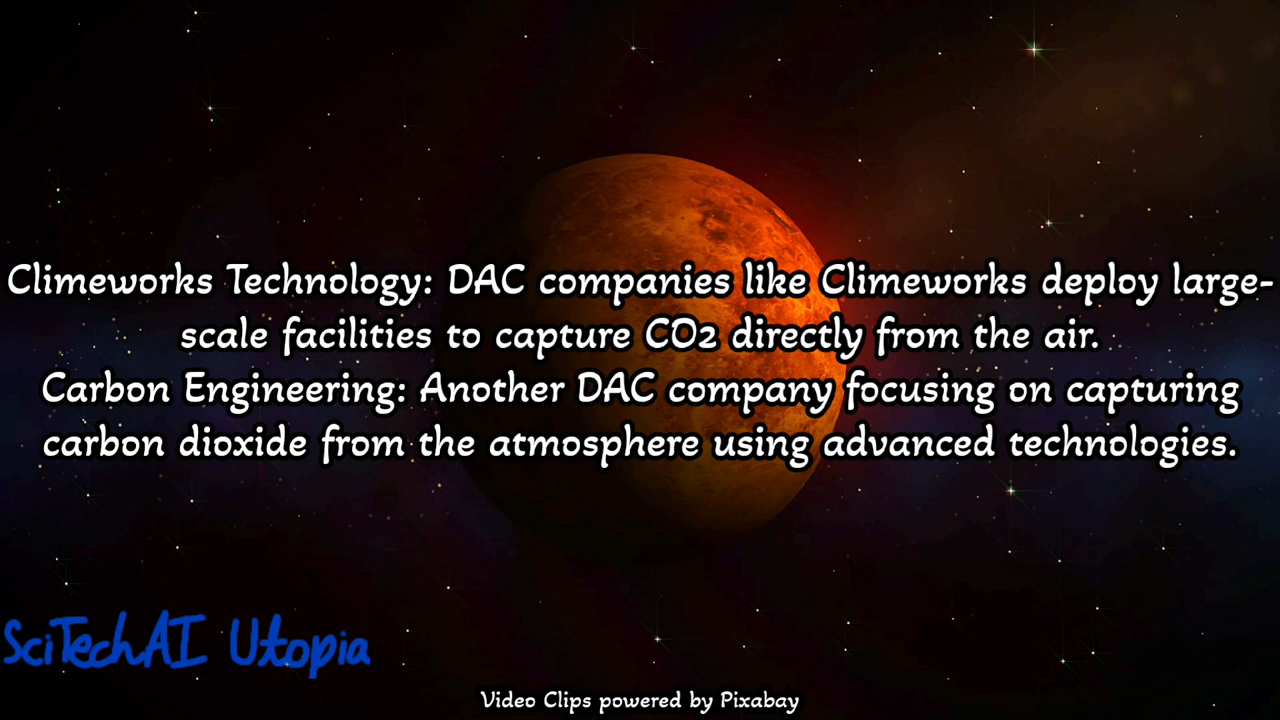 Climeworks Technology: DAC companies like Climeworks deploy large-
scale facilities to capture CO2 directly from the air.
Carbon Engineering: Another DAC company focusing on capturing
carbon dioxide from the atmosphere using advanced technologies.
SciTechAI Utopia
Video Clips powered by Pixabay